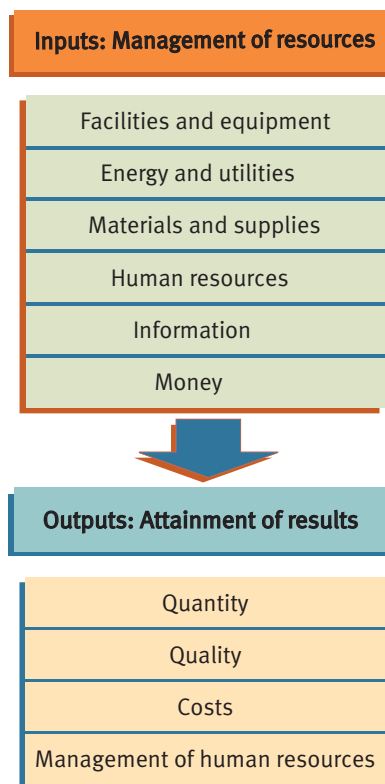 Inputs: Management of resources
Facilities and equipment
Energy and utilities
Materials and supplies
Human resources
Information
Money
Outputs: Attainment of results
Quantity
Quality
Costs
Management of human resources